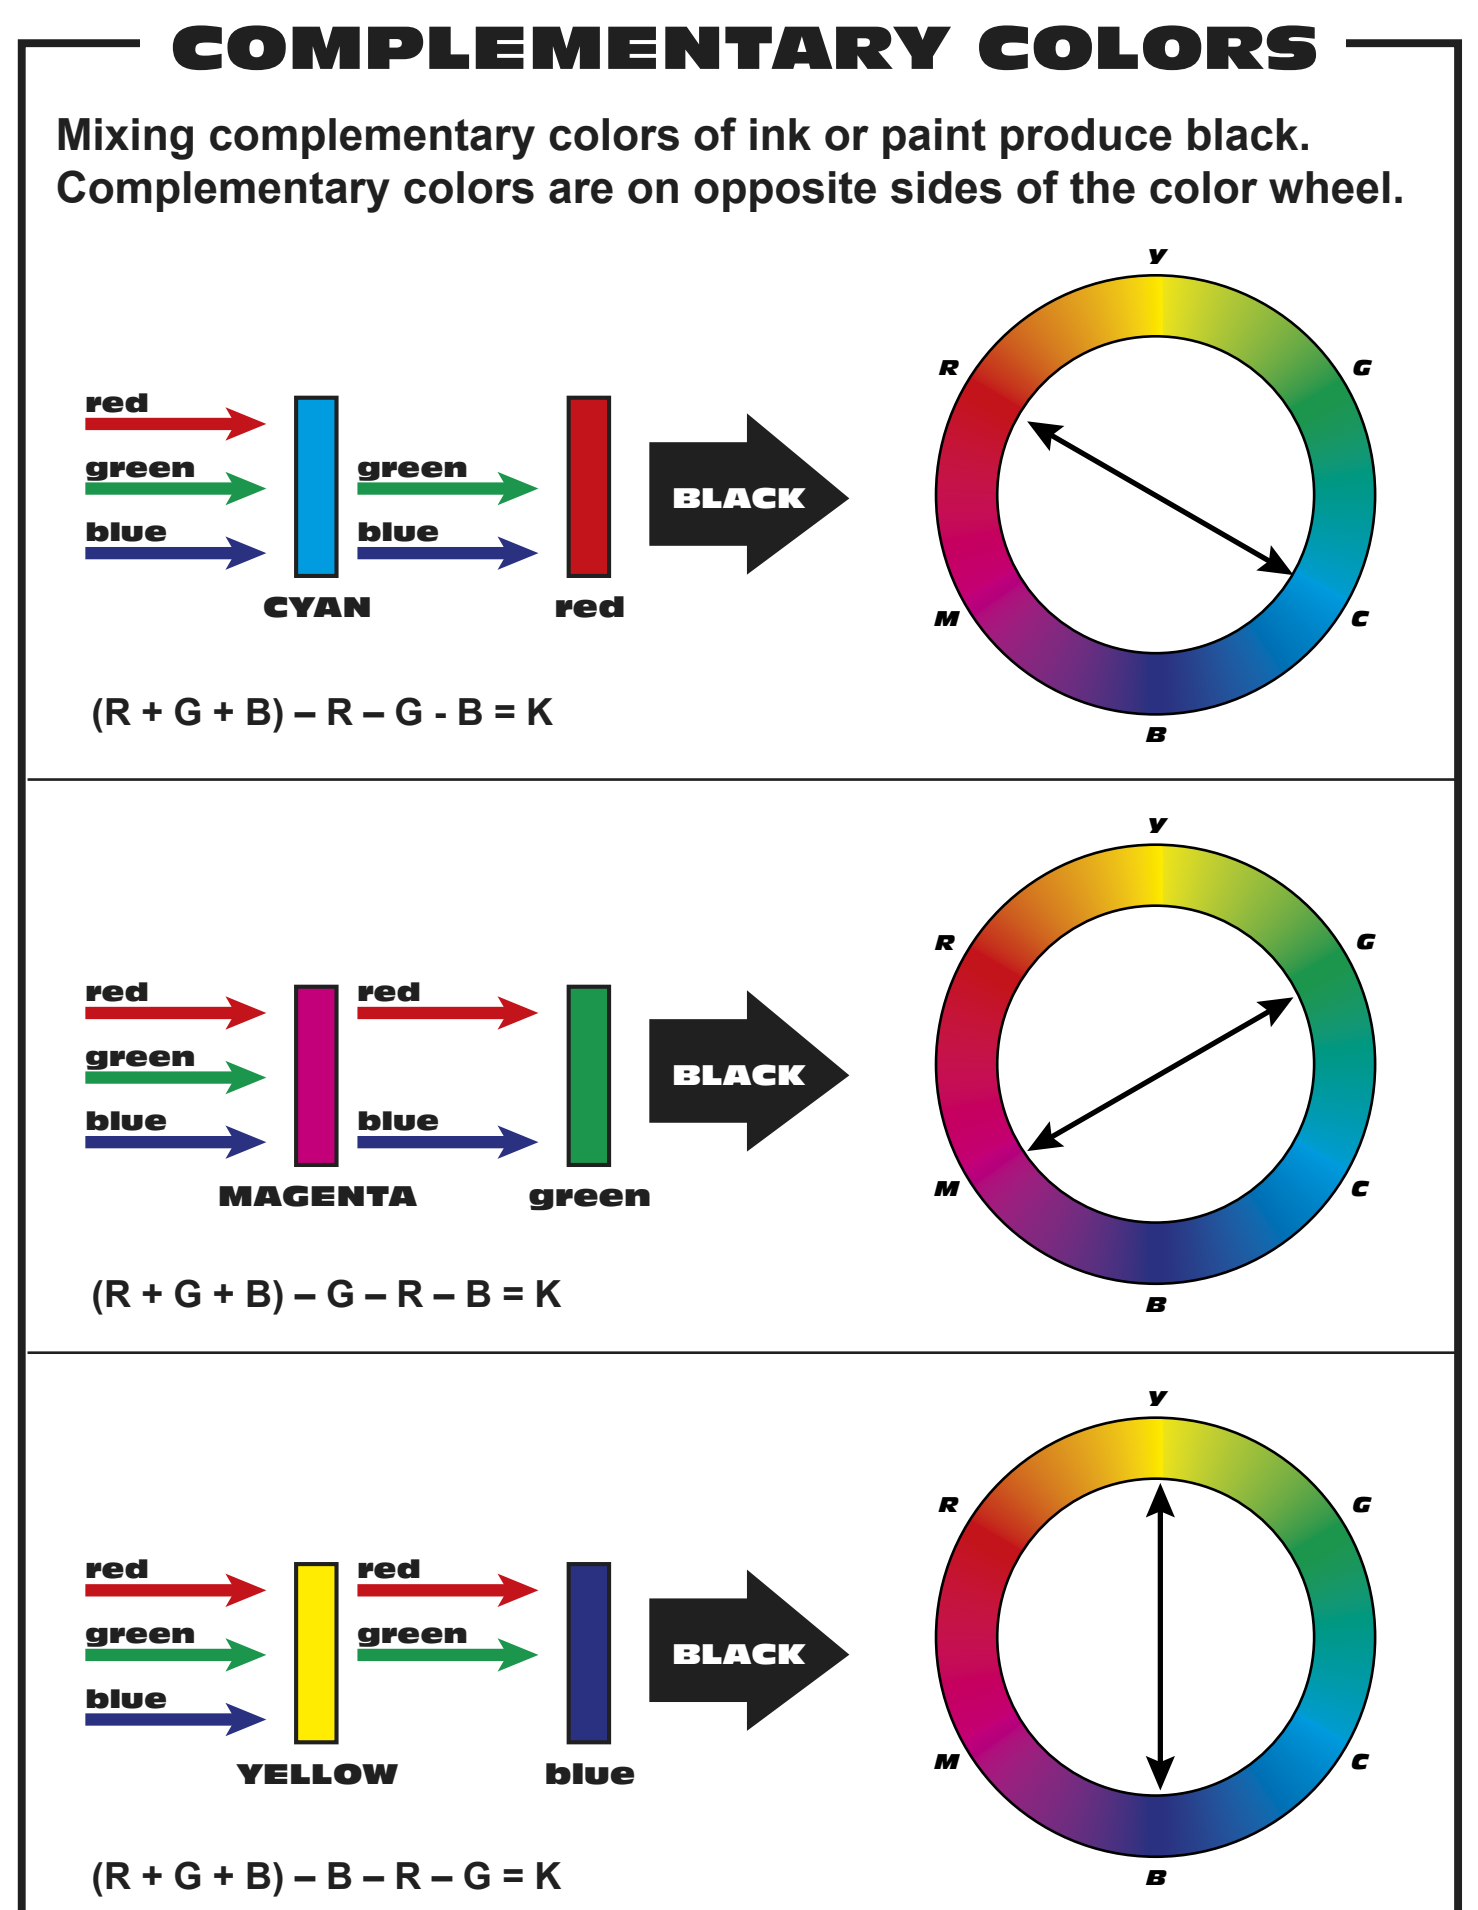 COMPLEMENTARY COLORS
Mixing complementary colors of ink or paint produce black.
Complementary colors are on opposite sides of the color wheel.
red
green
blue
green
blue
CYAN
red
BLACK
(R + G + B) – R – G - B = K
Y
R
G
M
C
B
red
green
blue
red
blue
MAGENTA
green
BLACK
(R + G + B) – G – R – B = K
Y
R
G
M
C
B
red
green
blue
red
green
YELLOW
blue
BLACK
(R + G + B) – B – R – G = K
Y
R
G
M
C
B